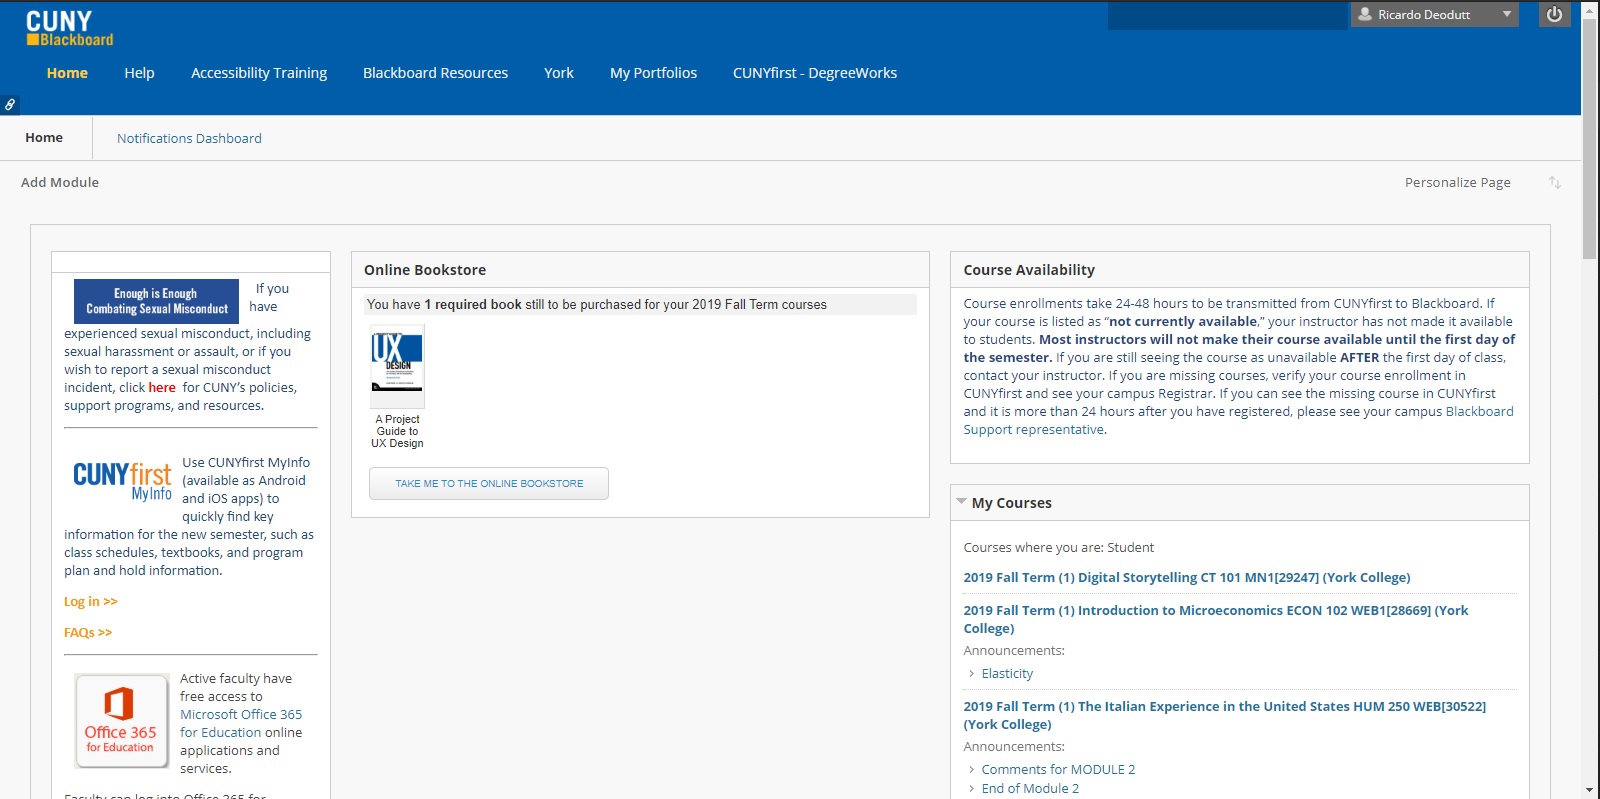 CUNY
Blackboard
Ricardo Deodutt
Home Help Accessibility Training Blackboard Resources York My Portfolios CUNYfirst - DegreeWorks
Home Notifications Dashboard
Add Module
Personalize Page
Enough is Enough
Combating Sexual Misconduct
If you
have
experienced sexual misconduct, including
sexual harassment or assault, or if you
wish to report a sexual misconduct
incident, click here for CUNY's policies,
support programs, and resources.
CUNYfirst
MyInfo
Use CUNYfirst MyInfo
(available as Android
and iOS apps) to
quickly find key
information for the new semester, such as
class schedules, textbooks, and program
plan and hold information.
Log in >>
FAQs >>
Office 365
for Education
Active faculty have
free access to
Microsoft Office 365
for Education online
applications and
services.
Faculty can log into Office 365 for
Online Bookstore
You have 1 required book still to be purchased for your 2019 Fall Term courses
UX
DESIGN
A Project
Guide to
UX Design
TAKE ME TO THE ONLINE BOOKSTORE
Course Availability
Course enrollments take 24-48 hours to be transmitted from CUNYfirst to Blackboard. If
your course is listed as “not currently available,” your instructor has not made it available
to students. Most instructors will not make their course available until the first day of
the semester. If you are still seeing the course as unavailable AFTER the first day of class,
contact your instructor. If you are missing courses, verify your course enrollment in
CUNYfirst and see your campus Registrar. If you can see the missing course in CUNYfirst
and it is more than 24 hours after you have registered, please see your campus Blackboard
Support representative.
My Courses
Courses where you are: Student
2019 Fall Term (1) Digital Storytelling CT 101 MN1[29247] (York College)
2019 Fall Term (1) Introduction to Microeconomics ECON 102 WEB1[28669] (York
College)
Announcements:
Elasticity
2019 Fall Term (1) The Italian Experience in the United States HUM 250 WEB[30522]
(York College)
Announcements:
Comments for MODULE 2
End of Module 2